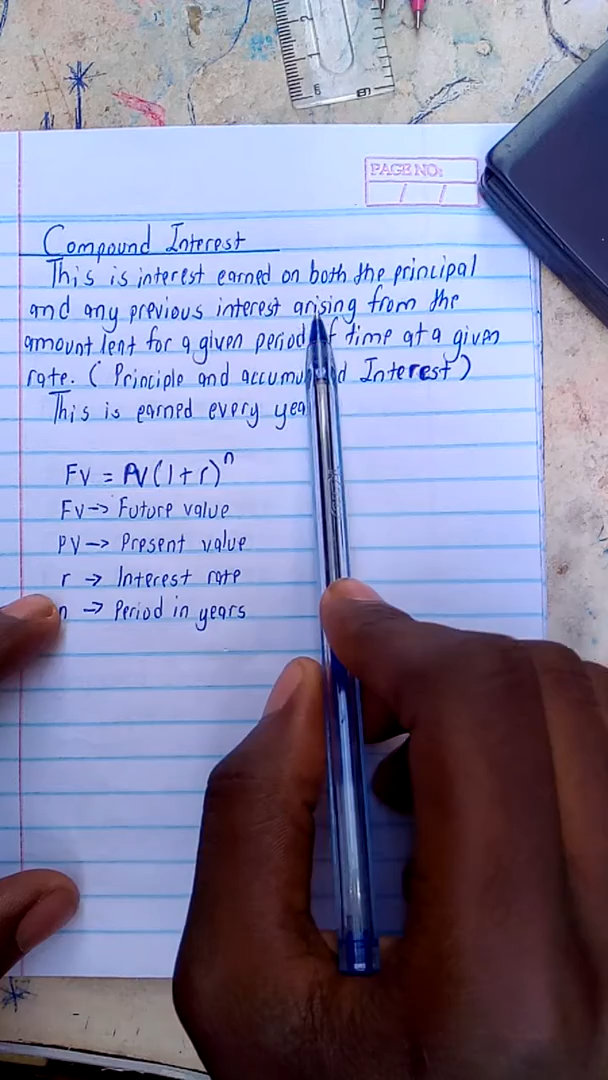 PAGE NO:
/ /
Compound Interest
This is interest earned on both the principal
and any previous interest arising from the
amount lent for a given period time at a given
rate. ( Principle and Interest )
This is earned every
FV = PV(1+r)^n
FV -> Future value
PV -> Present value
r -> Interest rate
n -> Period in years